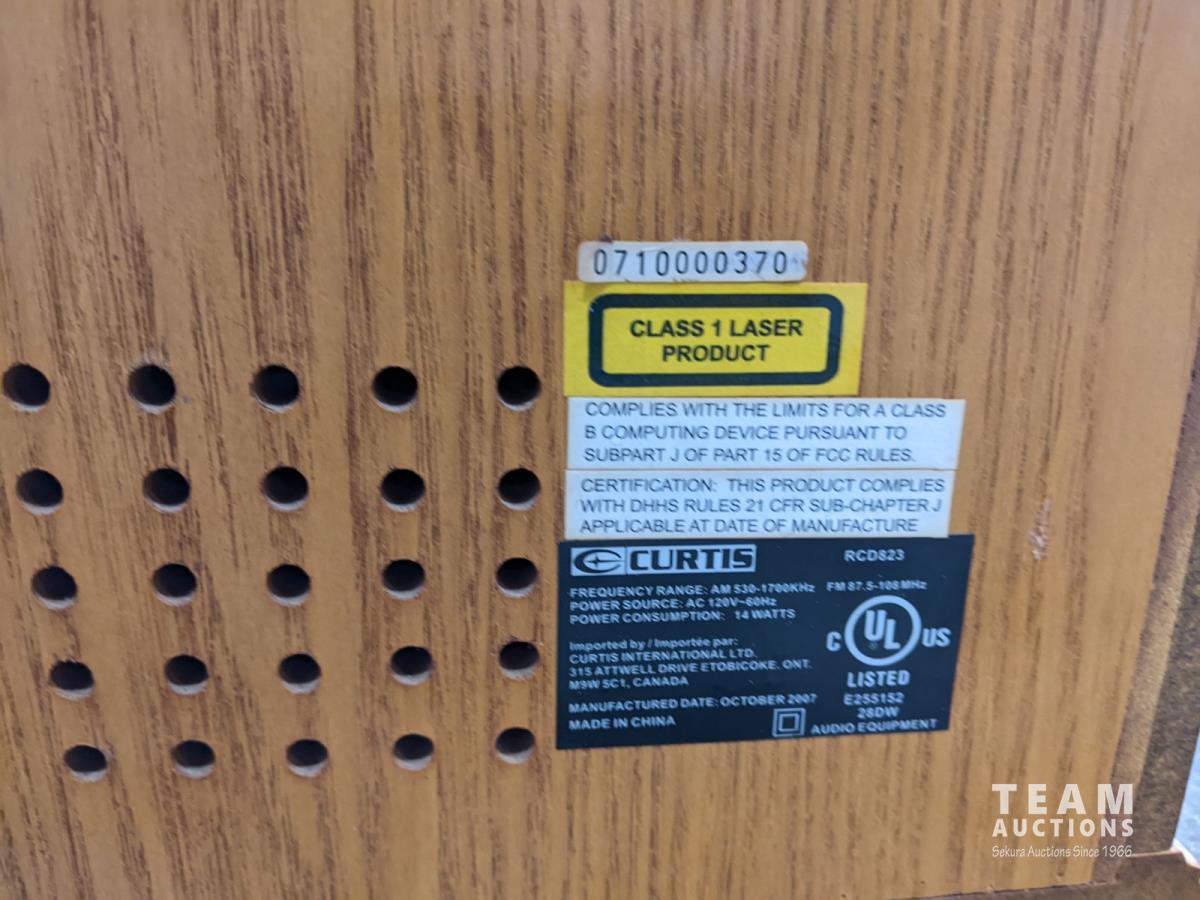 0710000370
CLASS 1 LASER
PRODUCT
COMPLIES WITH THE LIMITS FOR A CLASS
B COMPUTING DEVICE PURSUANT TO
SUBPART J OF PART 15 OF FCC RULES.
CERTIFICATION: THIS PRODUCT COMPLIES
WITH DHHS RULES 21 CFR SUB-CHAPTER J
APPLICABLE AT DATE OF MANUFACTURE
CURTIS RCD823
FREQUENCY RANGE: AM 530-1700KHz FM 87.5-108MHz
POWER SOURCE: AC 120V~60Hz
POWER CONSUMPTION: 14 WATTS
Imported by / Importée par:
CURTIS INTERNATIONAL LTD.
315 ATTWELL DRIVE ETOBICOKE. ONT.
M9W 5C1, CANADA
MANUFACTURED DATE: OCTOBER 2007
MADE IN CHINA
C UL US
LISTED
E255152
28DW
AUDIO EQUIPMENT
TEAM
AUCTIONS
Sekura Auctions Since 1966